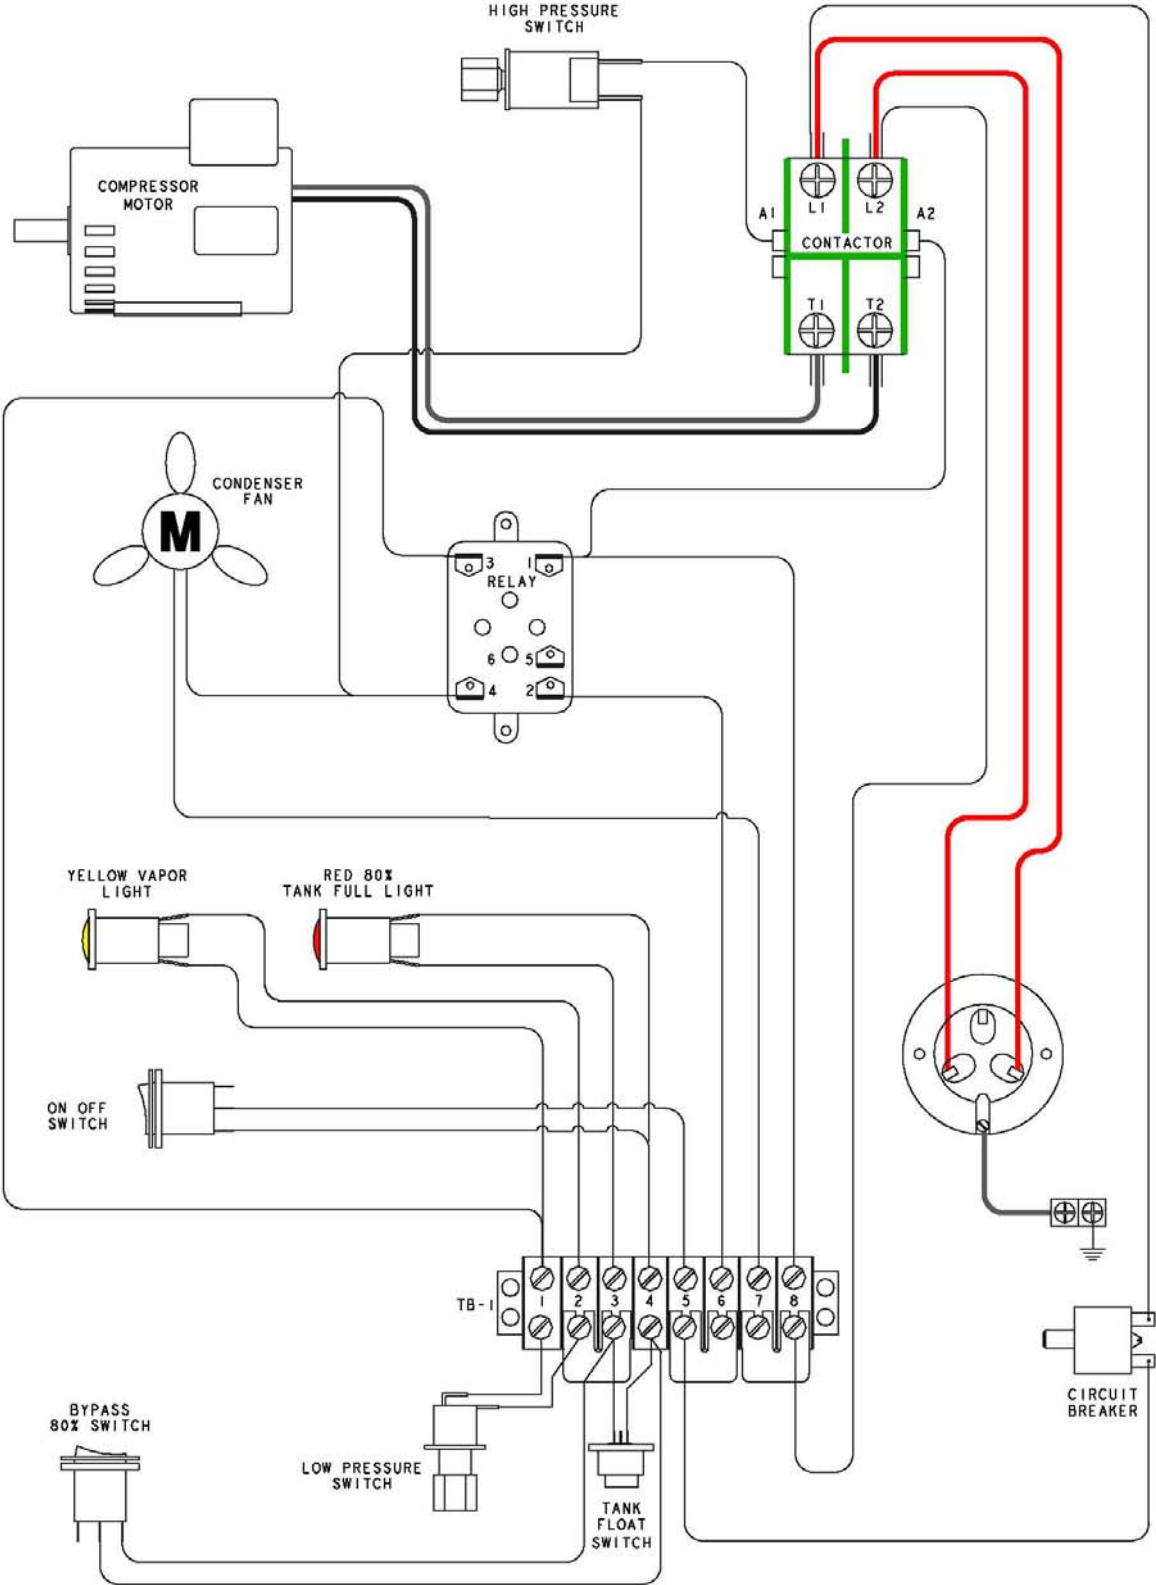 HIGH PRESSURE
SWITCH
COMPRESSOR
MOTOR
L1
L2
A1
A2
CONTACTOR
T1
T2
CONDENSER
FAN
M
3
1
RELAY
6
5
4
2
YELLOW VAPOR
LIGHT
RED 80%
TANK FULL LIGHT
ON OFF
SWITCH
TB-1
1
2
3
4
5
6
7
8
CIRCUIT
BREAKER
BYPASS
80% SWITCH
LOW PRESSURE
SWITCH
TANK
FLOAT
SWITCH